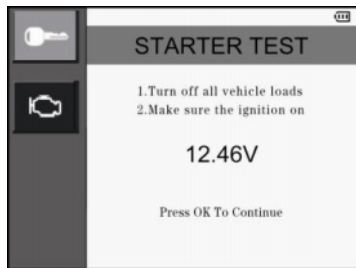 STARTER TEST
1.Turn off all vehicle loads
2.Make sure the ignition on
12.46V
Press OK To Continue